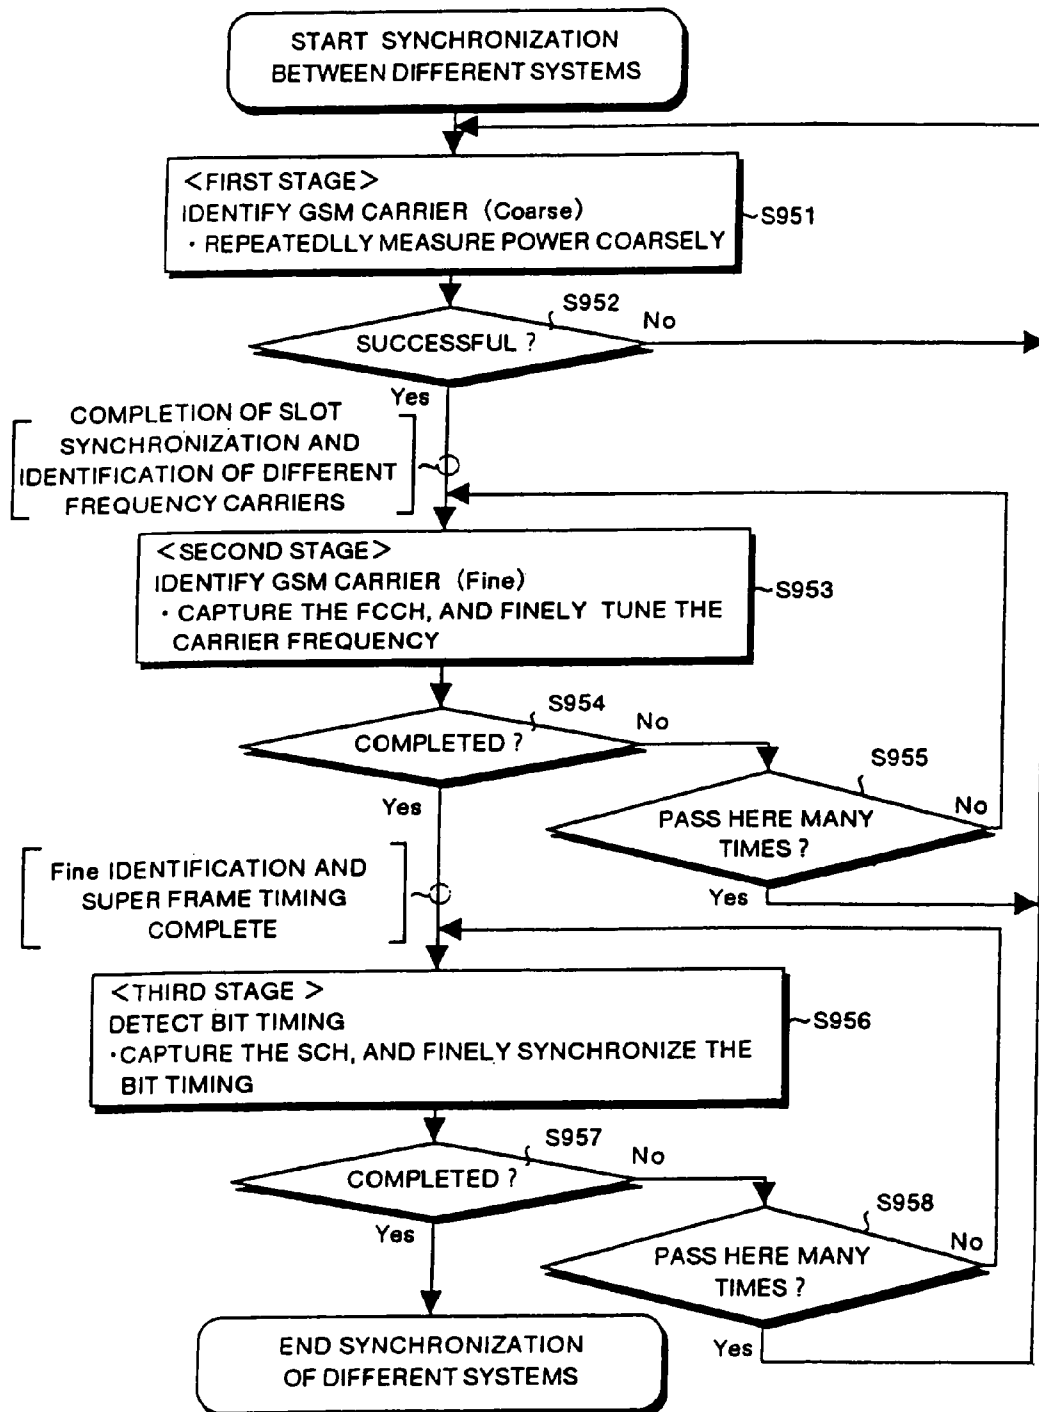 START SYNCHRONIZATION
BETWEEN DIFFERENT SYSTEMS
<FIRST STAGE>
IDENTIFY GSM CARRIER (Coarse)
・REPEATEDLLY MEASURE POWER COARSELY
S951
S952
SUCCESSFUL ?
No
Yes
COMPLETION OF SLOT
SYNCHRONIZATION AND
IDENTIFICATION OF DIFFERENT
FREQUENCY CARRIERS
<SECOND STAGE>
IDENTIFY GSM CARRIER (Fine)
・CAPTURE THE FCCH, AND FINELY TUNE THE
CARRIER FREQUENCY
S953
S954
COMPLETED ?
No
Yes
S955
PASS HERE MANY
TIMES ?
No
Yes
Fine IDENTIFICATION AND
SUPER FRAME TIMING
COMPLETE
<THIRD STAGE >
DETECT BIT TIMING
・CAPTURE THE SCH, AND FINELY SYNCHRONIZE THE
BIT TIMING
S956
S957
COMPLETED ?
No
Yes
S958
PASS HERE MANY
TIMES ?
No
Yes
END SYNCHRONIZATION
OF DIFFERENT SYSTEMS